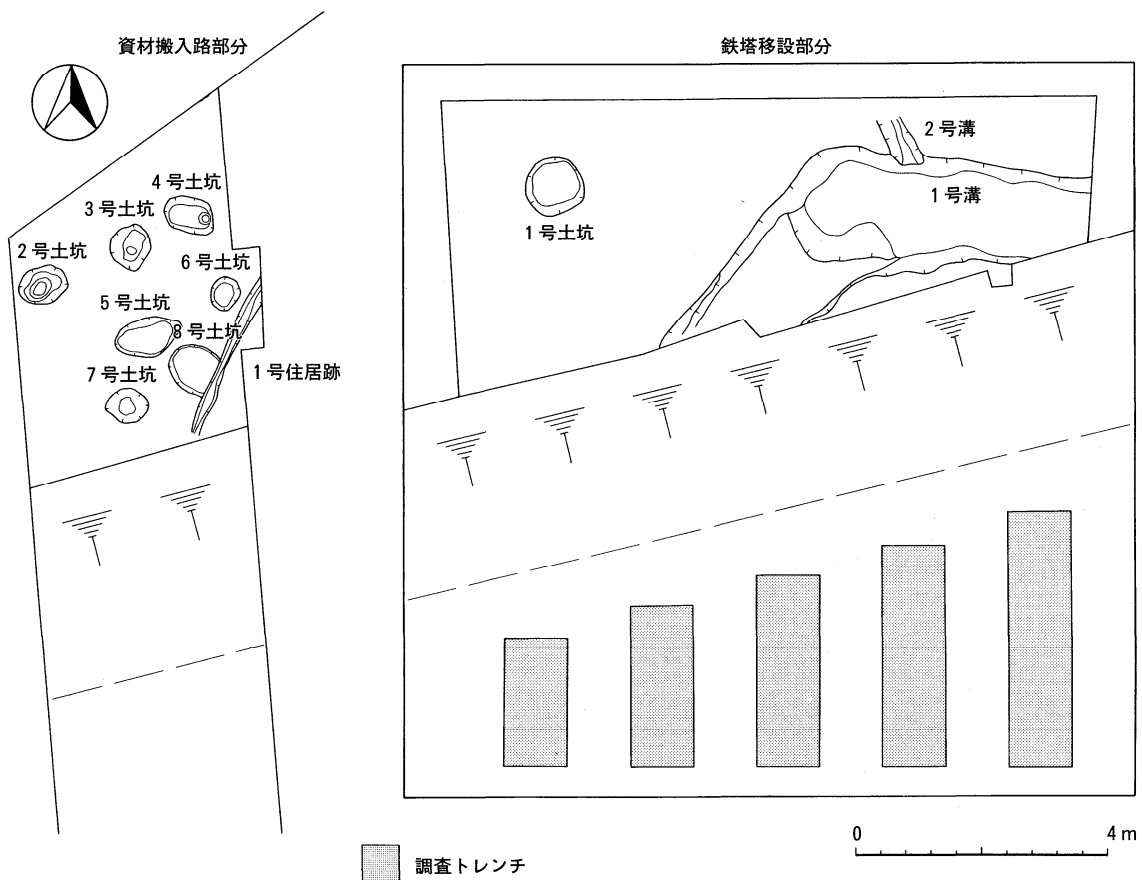 資材搬入路部分
4号土坑
3号土坑
2号土坑
6号土坑
5号土坑
8号土坑
7号土坑
1号住居跡
鉄塔移設部分
2号溝
1号溝
1号土坑
0
4 m
調査トレンチ